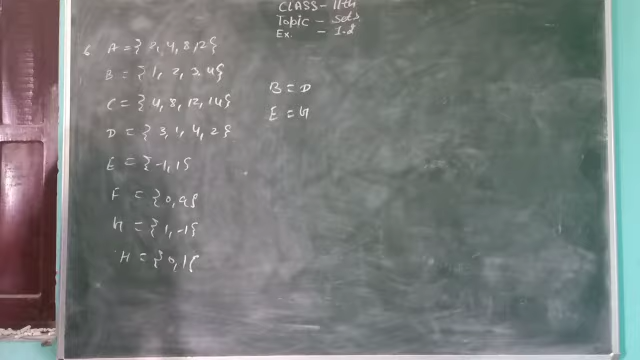 CLASS - 11th
Topic - sets
Ex. - 1.2
6 A = { 2, 4, 8, 12 }
B = { 1, 2, 3, 4 }
C = { 4, 8, 12, 14 }
D = { 3, 1, 4, 2 }
E = { -1, 1 }
F = { 0, a }
G = { 1, -1 }
H = { 0, 1 }
B = D
E = G